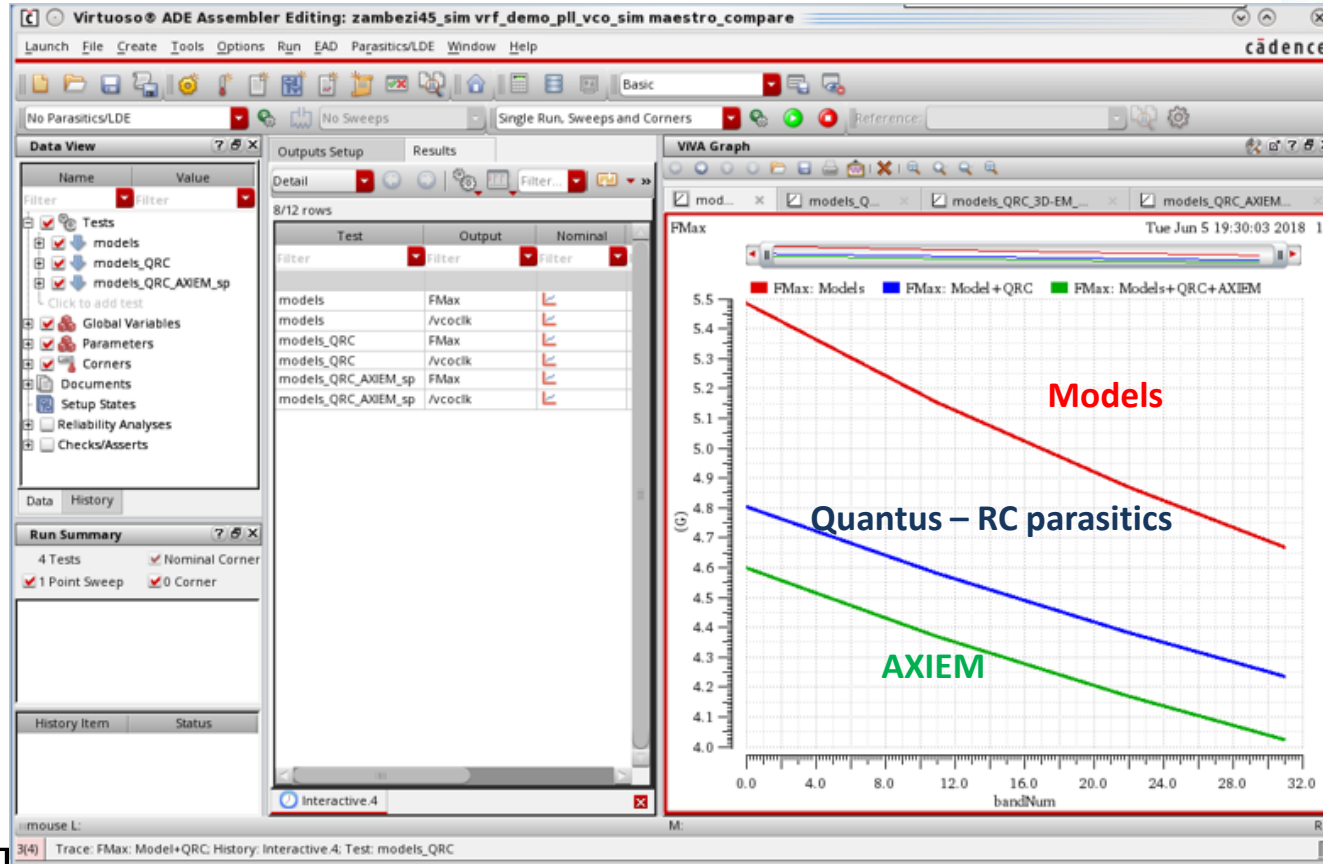 Virtuoso® ADE Assembler Editing: zambezi45_sim vrf_demo_pll_vco_sim maestro_compare
Launch File Create Tools Options Run EAD Parasitics/LDE Window Help
cādence
Basic
No Parasitics/LDE
No Sweeps
Single Run, Sweeps and Corners
Reference:
Data View
Name Value
Filter Filter
Tests
models
models_QRC
models_QRC_AXIEM_sp
Click to add test
Global Variables
Parameters
Corners
Documents
Setup States
Reliability Analyses
Checks/Asserts
Data History
Run Summary
4 Tests Nominal Corner
1 Point Sweep 0 Corner
History Item Status
Outputs Setup Results
Detail Filter...
8/12 rows
Test Output Nominal
Filter Filter Filter
models FMax
models /vcoclk
models_QRC FMax
models_QRC /vcoclk
models_QRC_AXIEM_sp FMax
models_QRC_AXIEM_sp /vcoclk
Interactive.4
ViVA Graph
mod... models_Q... models_QRC_3D-EM_... models_QRC_AXIEM...
FMax Tue Jun 5 19:30:03 2018 1
FMax: Models FMax: Model+QRC FMax: Models+QRC+AXIEM
5.5
5.4
5.3
5.2
Models
5.1
5.0
4.9
4.8
Quantus – RC parasitics
(G)
4.7
4.6
4.5
4.4
4.3
AXIEM
4.2
4.1
4.0
0.0 4.0 8.0 12.0 16.0 20.0 24.0 28.0 32.0
bandNum
mouse L: M: R
3(4) Trace: FMax: Model+QRC; History: Interactive.4; Test: models_QRC